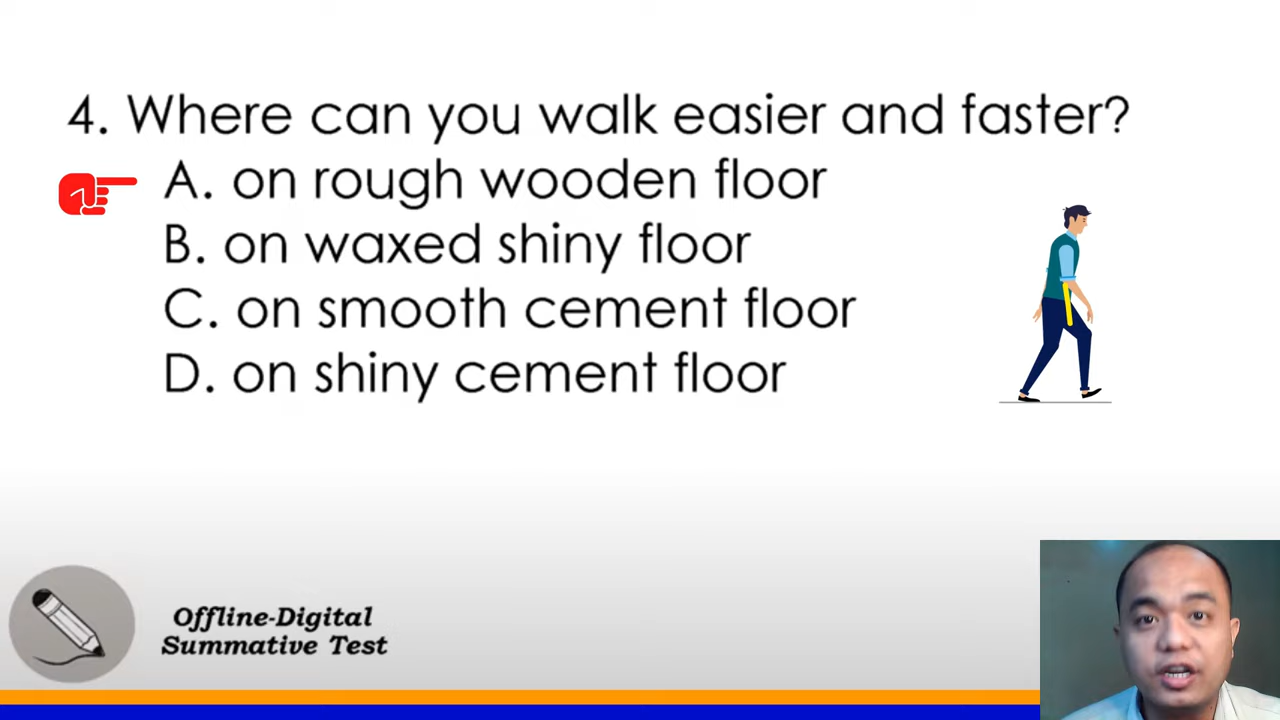 4. Where can you walk easier and faster?
A. on rough wooden floor
B. on waxed shiny floor
C. on smooth cement floor
D. on shiny cement floor
Offline-Digital
Summative Test